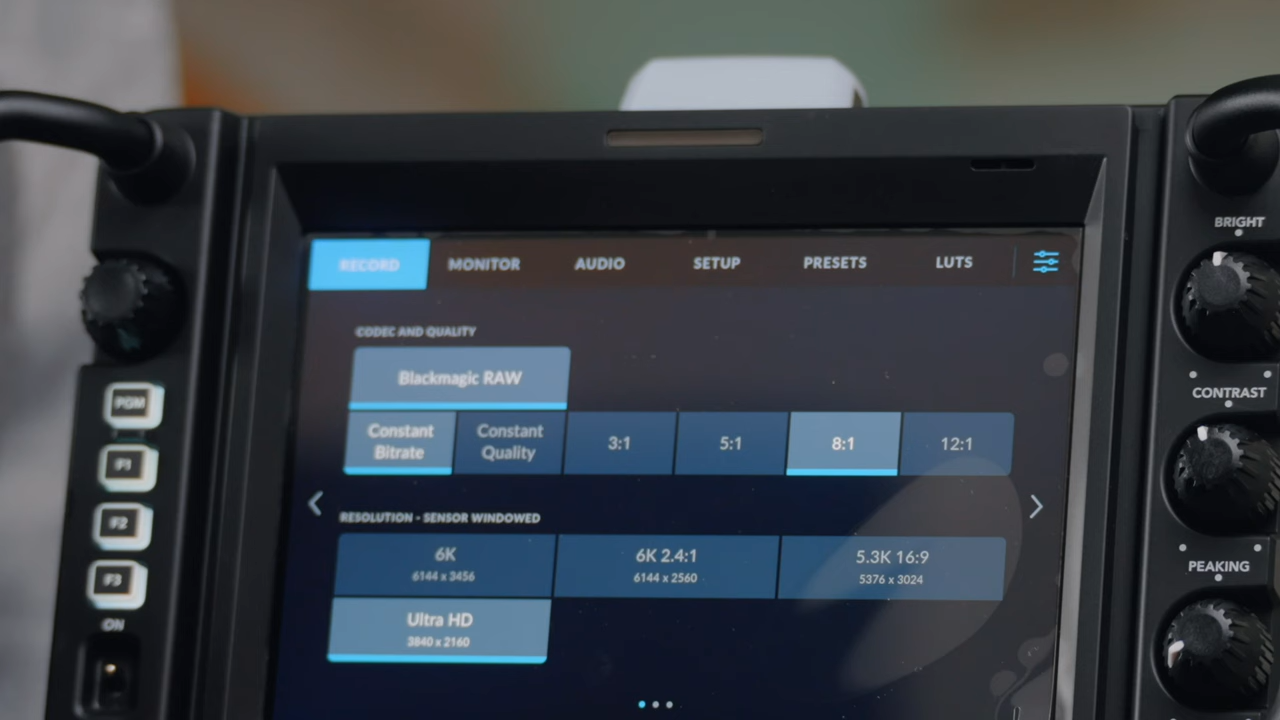 BRIGHT
RECORD
MONITOR
AUDIO
SETUP
PRESETS
LUTS
CODEC AND QUALITY
Blackmagic RAW
CONTRAST
PGM
Constant
Bitrate
Constant
Quality
3:1
5:1
8:1
12:1
F1
RESOLUTION - SENSOR WINDOWED
F2
6K
6144 x 3456
6K 2.4:1
6144 x 2560
5.3K 16:9
5376 x 3024
PEAKING
F3
Ultra HD
3840 x 2160
ON